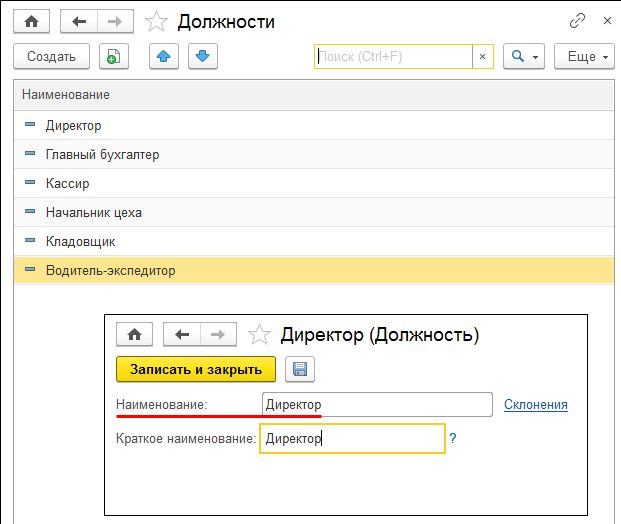 Должности
Создать Поиск (Ctrl+F) × Еще
Наименование
Директор
Главный бухгалтер
Кассир
Начальник цеха
Кладовщик
Водитель-экспедитор
Директор (Должность)
Записать и закрыть
Наименование: Директор Склонения
Краткое наименование: Директор ?